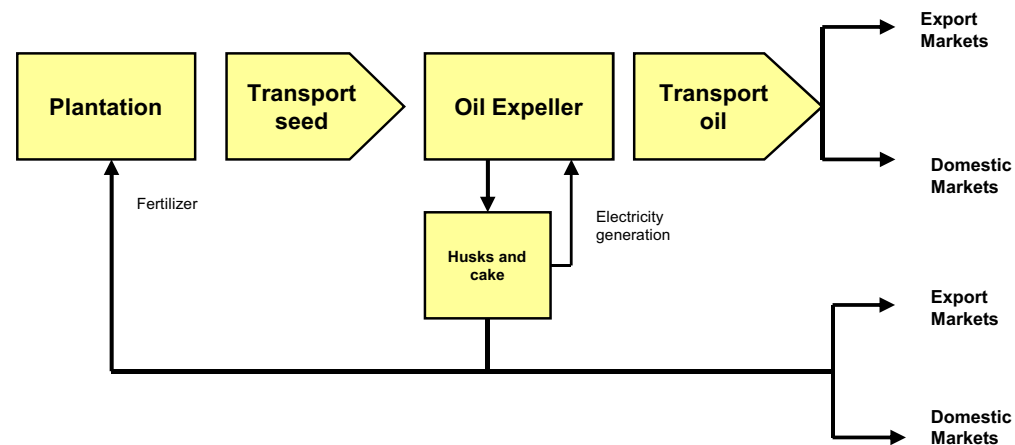 Export
Markets
Plantation
Transport
seed
Oil Expeller
Transport
oil
Domestic
Markets
Fertilizer
Electricity
generation
Husks and
cake
Export
Markets
Domestic
Markets